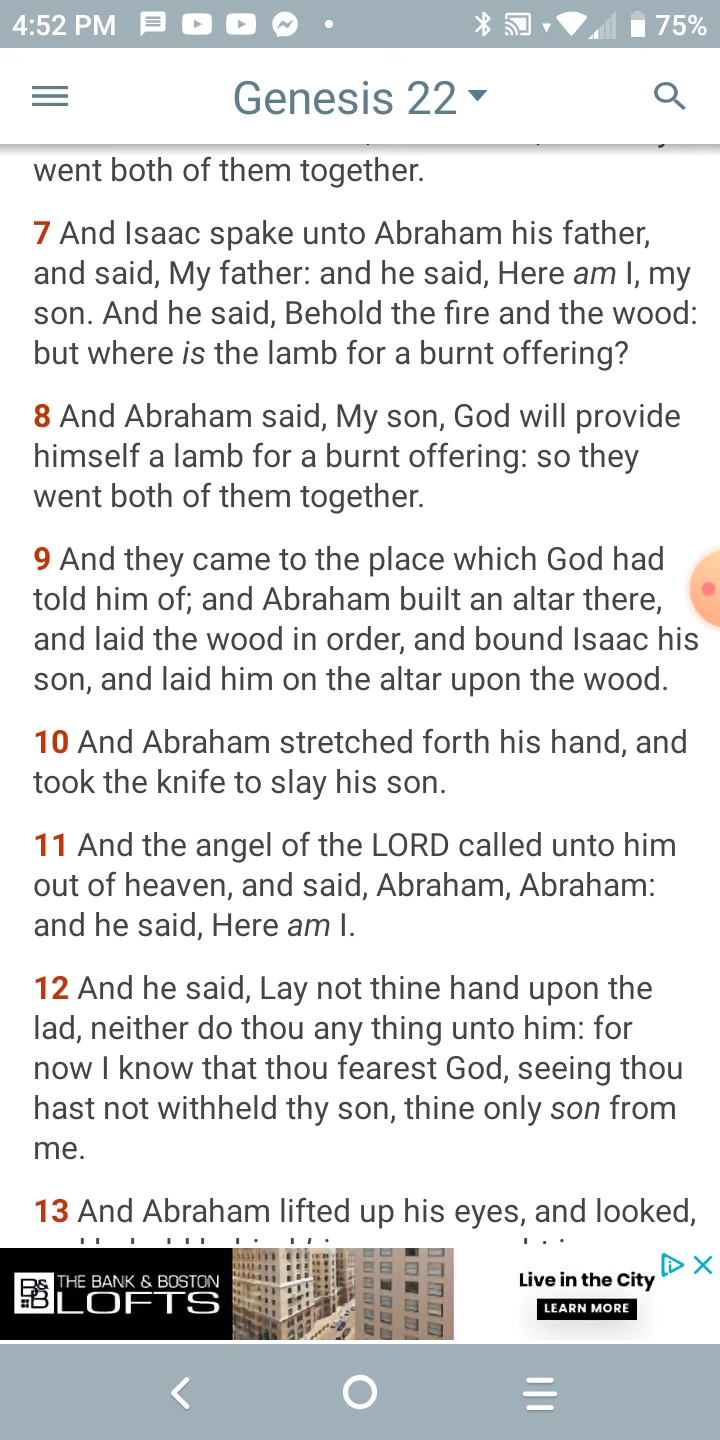 4:52 PM
75%
Genesis 22
went both of them together.
7 And Isaac spake unto Abraham his father,
and said, My father: and he said, Here am I, my
son. And he said, Behold the fire and the wood:
but where is the lamb for a burnt offering?
8 And Abraham said, My son, God will provide
himself a lamb for a burnt offering: so they
went both of them together.
9 And they came to the place which God had
told him of; and Abraham built an altar there,
and laid the wood in order, and bound Isaac his
son, and laid him on the altar upon the wood.
10 And Abraham stretched forth his hand, and
took the knife to slay his son.
11 And the angel of the LORD called unto him
out of heaven, and said, Abraham, Abraham:
and he said, Here am I.
12 And he said, Lay not thine hand upon the
lad, neither do thou any thing unto him: for
now I know that thou fearest God, seeing thou
hast not withheld thy son, thine only son from
me.
13 And Abraham lifted up his eyes, and looked,
B&B
THE BANK & BOSTON
LOFTS
Live in the City
LEARN MORE